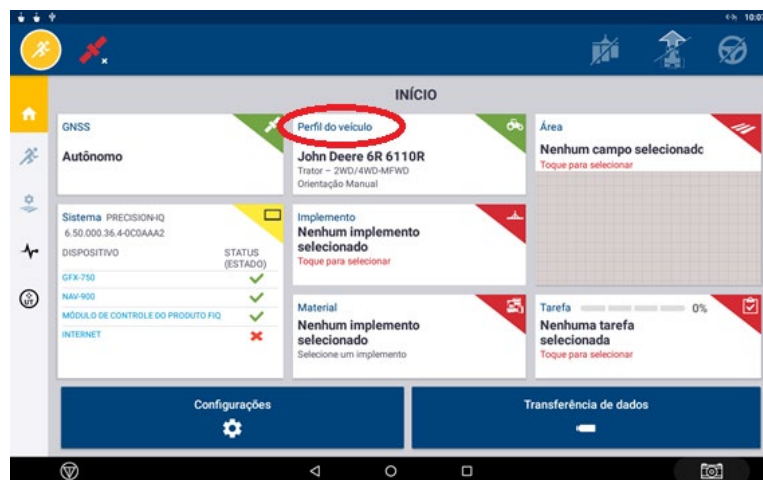 10:07
INÍCIO
GNSS
Autônomo
Perfil do veículo
John Deere 6R 6110R
Trator – 2WD/4WD-MFWD
Orientação Manual
Área
Nenhum campo selecionado
Toque para selecionar
Sistema PRECISION-IQ
6.50.000.36.4-0C0AAA2
DISPOSITIVO STATUS
(ESTADO)
GFX-750
NAV-900
MÓDULO DE CONTROLE DO PRODUTO FIQ
INTERNET
Implemento
Nenhum implemento
selecionado
Toque para selecionar
Material
Nenhum implemento
selecionado
Selecione um implemento
Tarefa 0%
Nenhuma tarefa
selecionada
Toque para selecionar
Configurações
Transferência de dados
UT